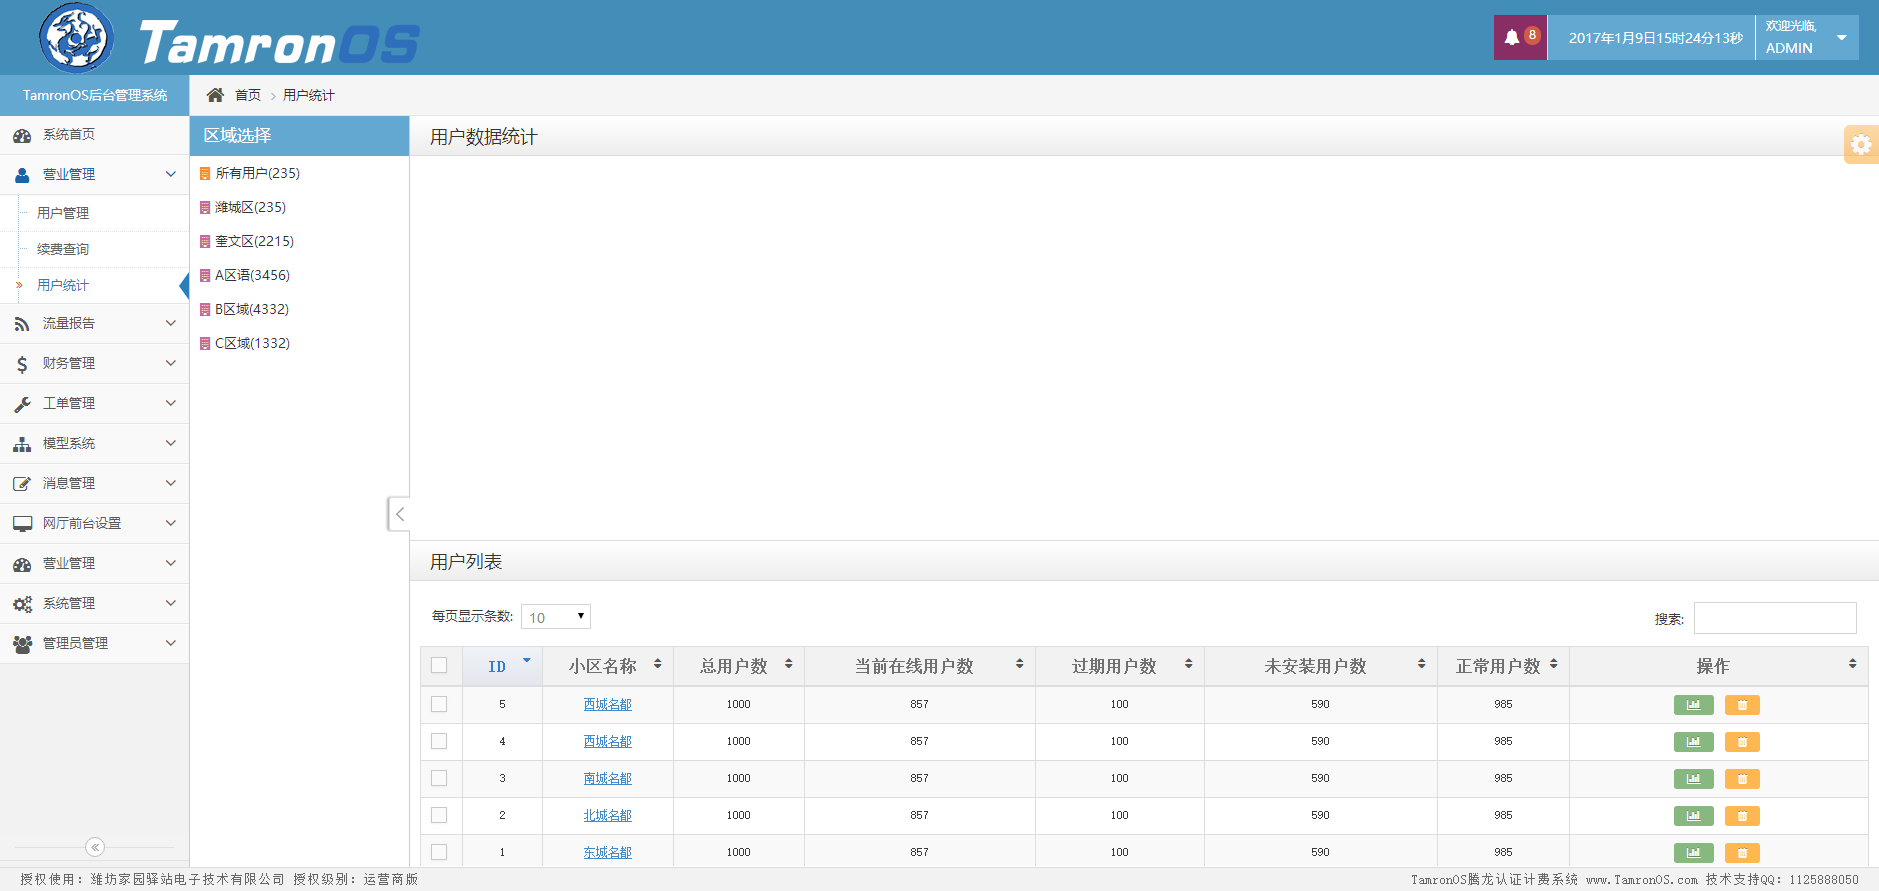 TamronOS
8
2017年1月9日15时24分13秒
欢迎光临,
ADMIN
TamronOS后台管理系统
首页 > 用户统计
系统首页
营业管理
用户管理
续费查询
用户统计
流量报告
财务管理
工单管理
模型系统
消息管理
网厅前台设置
营业管理
系统管理
管理员管理
区域选择
所有用户(235)
潍城区(235)
奎文区(2215)
A区语(3456)
B区域(4332)
C区域(1332)
用户数据统计
用户列表
每页显示条数: 10
搜索:
ID 小区名称 总用户数 当前在线用户数 过期用户数 未安装用户数 正常用户数 操作
5 西城名都 1000 857 100 590 985
4 西城名都 1000 857 100 590 985
3 南城名都 1000 857 100 590 985
2 北城名都 1000 857 100 590 985
1 东城名都 1000 857 100 590 985
授权使用：潍坊家园驿站电子技术有限公司 授权级别：运营商版
TamronOS腾龙认证计费系统 www.TamronOS.com 技术支持QQ：1125888050